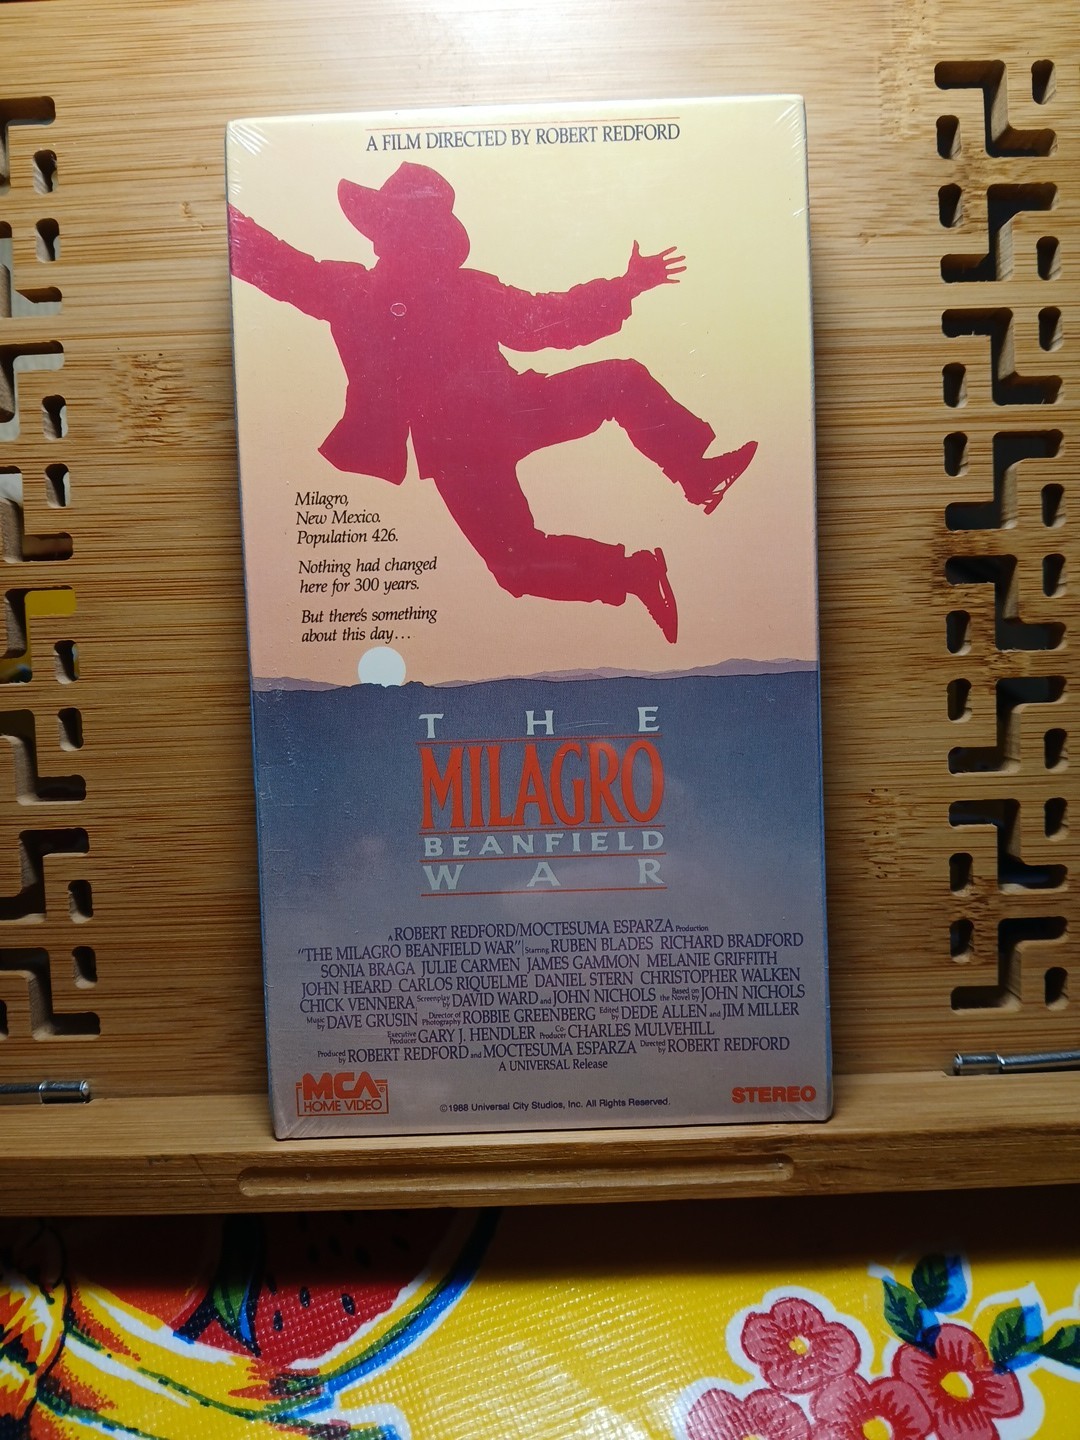 A FILM DIRECTED BY ROBERT REDFORD
Milagro,
New Mexico.
Population 426.
Nothing had changed
here for 300 years.
But there's something
about this day...
THE
MILAGRO
BEANFIELD
WAR
A ROBERT REDFORD/MOCTESUMA ESPARZA Production
"THE MILAGRO BEANFIELD WAR" Starring RUBEN BLADES RICHARD BRADFORD
SONIA BRAGA JULIE CARMEN JAMES GAMMON MELANIE GRIFFITH
JOHN HEARD CARLOS RIQUELME DANIEL STERN CHRISTOPHER WALKEN
CHICK VENNERA Screenplay by DAVID WARD and JOHN NICHOLS Based on the Novel by JOHN NICHOLS
Music by DAVE GRUSIN Director of Photography ROBBIE GREENBERG Edited by DEDE ALLEN and JIM MILLER
Executive Producer GARY J. HENDLER Co-Producer CHARLES MULVEHILL
Produced by ROBERT REDFORD and MOCTESUMA ESPARZA Directed by ROBERT REDFORD
A UNIVERSAL Release
MCA
HOME VIDEO
©1988 Universal City Studios, Inc. All Rights Reserved.
STEREO